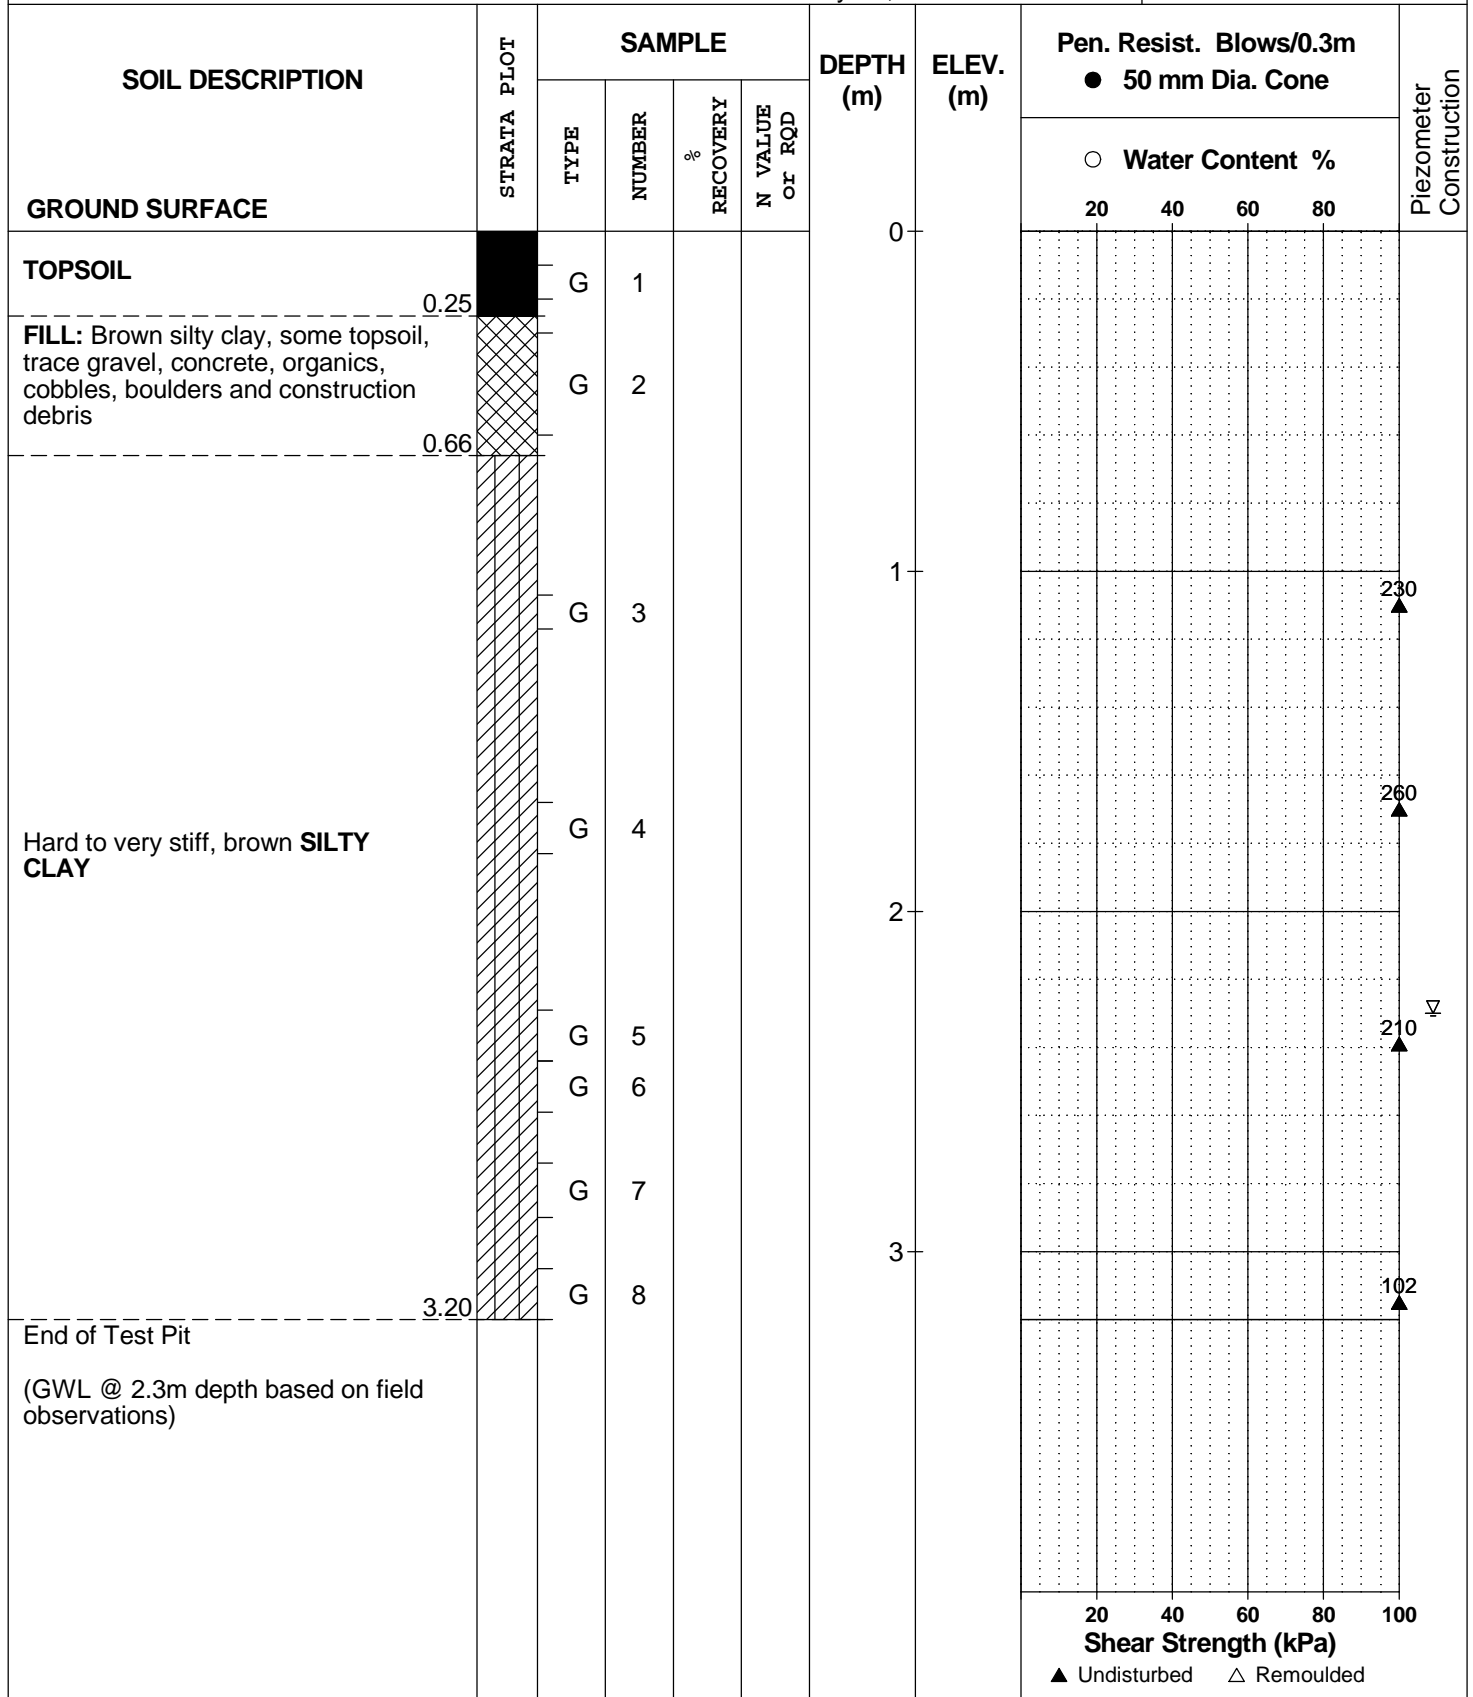 SOIL DESCRIPTION
GROUND SURFACE
STRATA PLOT
SAMPLE
TYPE
NUMBER
%
RECOVERY
N VALUE
or RQD
DEPTH
(m)
ELEV.
(m)
Pen. Resist. Blows/0.3m
● 50 mm Dia. Cone
○ Water Content %
20 40 60 80
Piezometer
Construction
0
TOPSOIL
0.25
G 1
FILL: Brown silty clay, some topsoil,
trace gravel, concrete, organics,
cobbles, boulders and construction
debris
0.66
G 2
1
230
G 3
260
Hard to very stiff, brown SILTY
CLAY
G 4
2
210
G 5
G 6
G 7
3
102
G 8
3.20
End of Test Pit
(GWL @ 2.3m depth based on field
observations)
20 40 60 80 100
Shear Strength (kPa)
▲ Undisturbed △ Remoulded